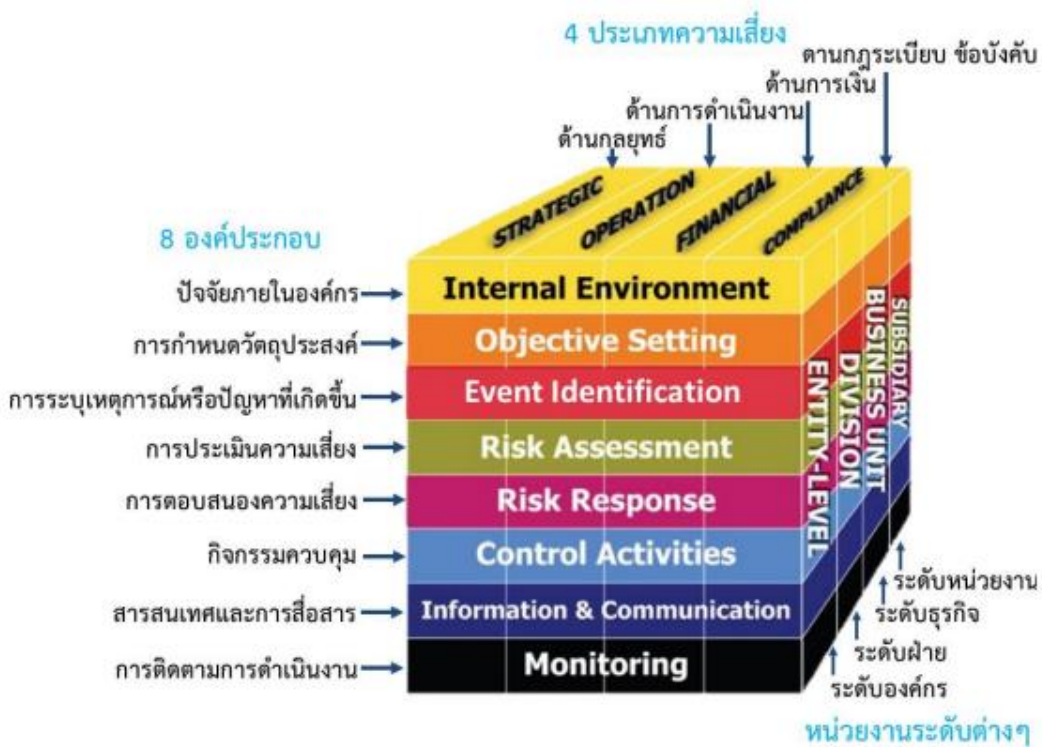 4 ประเภทความเสี่ยง
ดานกฎระเบียบ ข้อบังคับ
ด้านการเงิน
ด้านการดำเนินงาน
ด้านกลยุทธ์
STRATEGIC
OPERATION
FINANCIAL
COMPLIANCE
8 องค์ประกอบ
ปัจจัยภายในองค์กร
Internal Environment
การกำหนดวัตถุประสงค์
Objective Setting
การระบุเหตุการณ์หรือปัญหาที่เกิดขึ้น
Event Identification
การประเมินความเสี่ยง
Risk Assessment
การตอบสนองความเสี่ยง
Risk Response
กิจกรรมควบคุม
Control Activities
สารสนเทศและการสื่อสาร
Information & Communication
การติดตามการดำเนินงาน
Monitoring
ENTITY-LEVEL
DIVISION
BUSINESS UNIT
SUBSIDIARY
ระดับหน่วยงาน
ระดับธุรกิจ
ระดับฝ่าย
ระดับองค์กร
หน่วยงานระดับต่างๆ